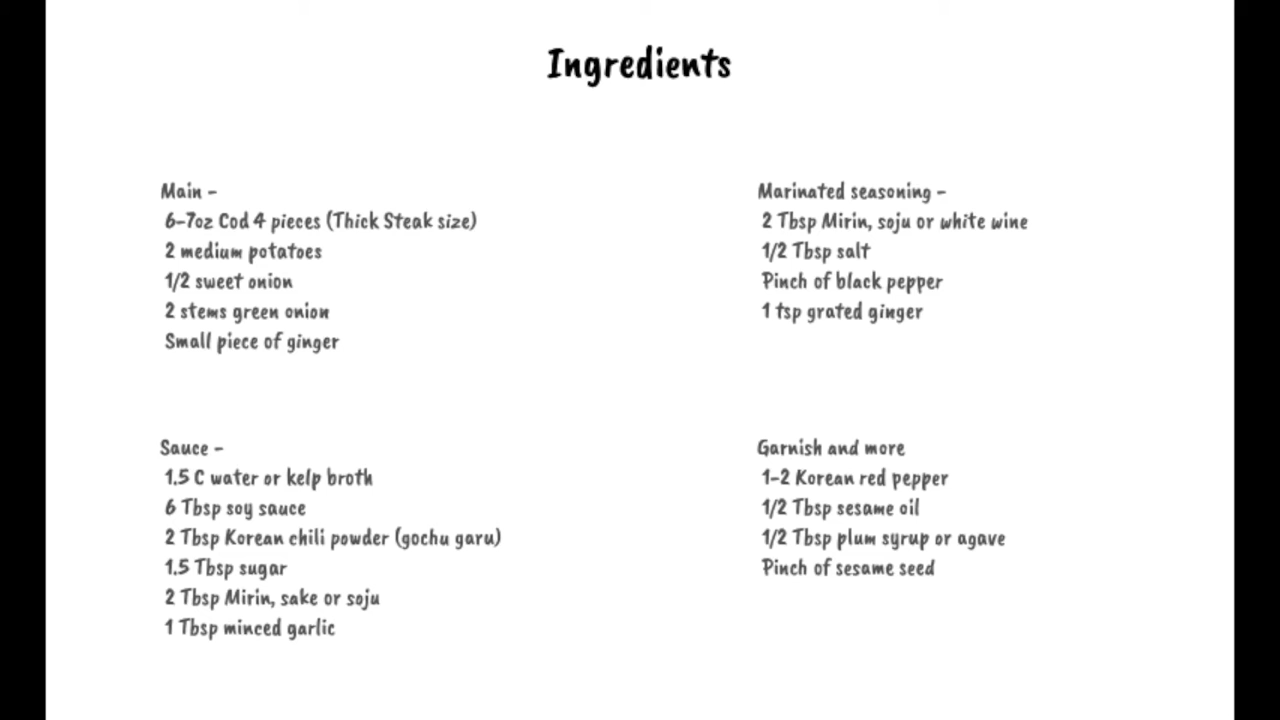 Ingredients
Main -
6-7oz Cod 4 pieces (Thick Steak size)
2 medium potatoes
1/2 sweet onion
2 stems green onion
Small piece of ginger
Marinated seasoning -
2 Tbsp Mirin, soju or white wine
1/2 Tbsp salt
Pinch of black pepper
1 tsp grated ginger
Sauce -
1.5 C water or kelp broth
6 Tbsp soy sauce
2 Tbsp Korean chili powder (gochu garu)
1.5 Tbsp sugar
2 Tbsp Mirin, sake or soju
1 Tbsp minced garlic
Garnish and more
1-2 Korean red pepper
1/2 Tbsp sesame oil
1/2 Tbsp plum syrup or agave
Pinch of sesame seed